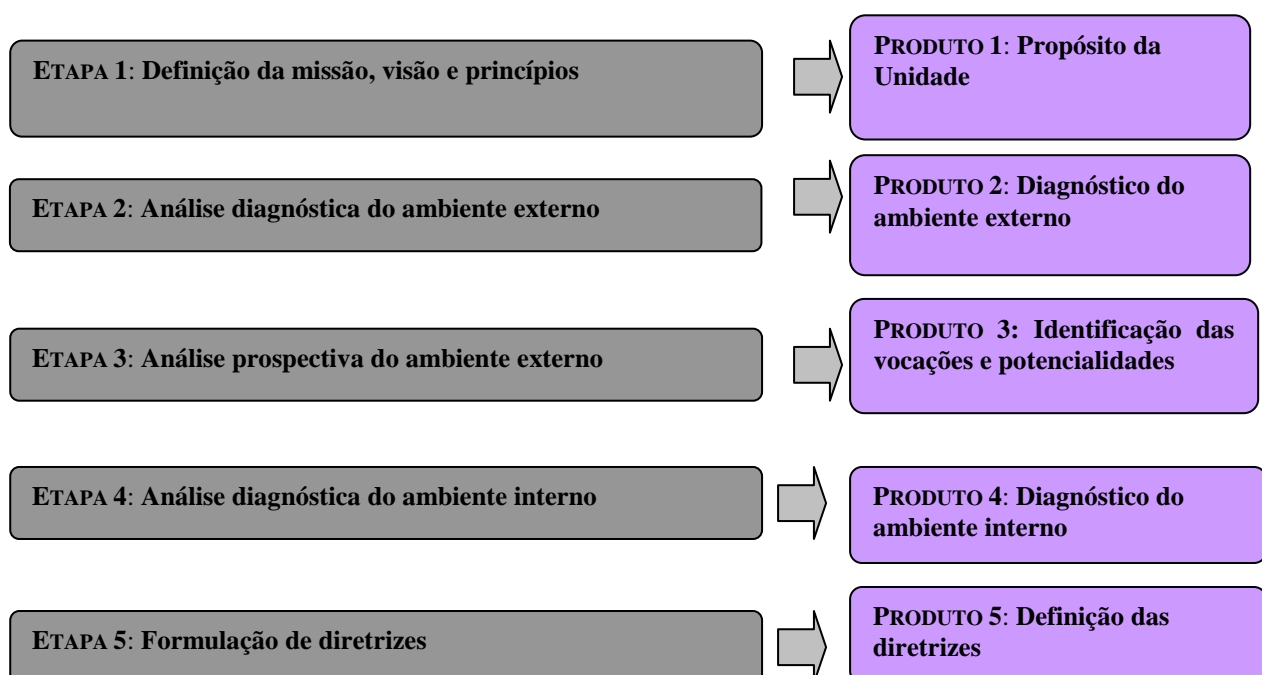 ETAPA 1: Definição da missão, visão e princípios
PRODUTO 1: Propósito da
Unidade
ETAPA 2: Análise diagnóstica do ambiente externo
PRODUTO 2: Diagnóstico do
ambiente externo
ETAPA 3: Análise prospectiva do ambiente externo
PRODUTO 3: Identificação das
vocações e potencialidades
ETAPA 4: Análise diagnóstica do ambiente interno
PRODUTO 4: Diagnóstico do
ambiente interno
ETAPA 5: Formulação de diretrizes
PRODUTO 5: Definição das
diretrizes